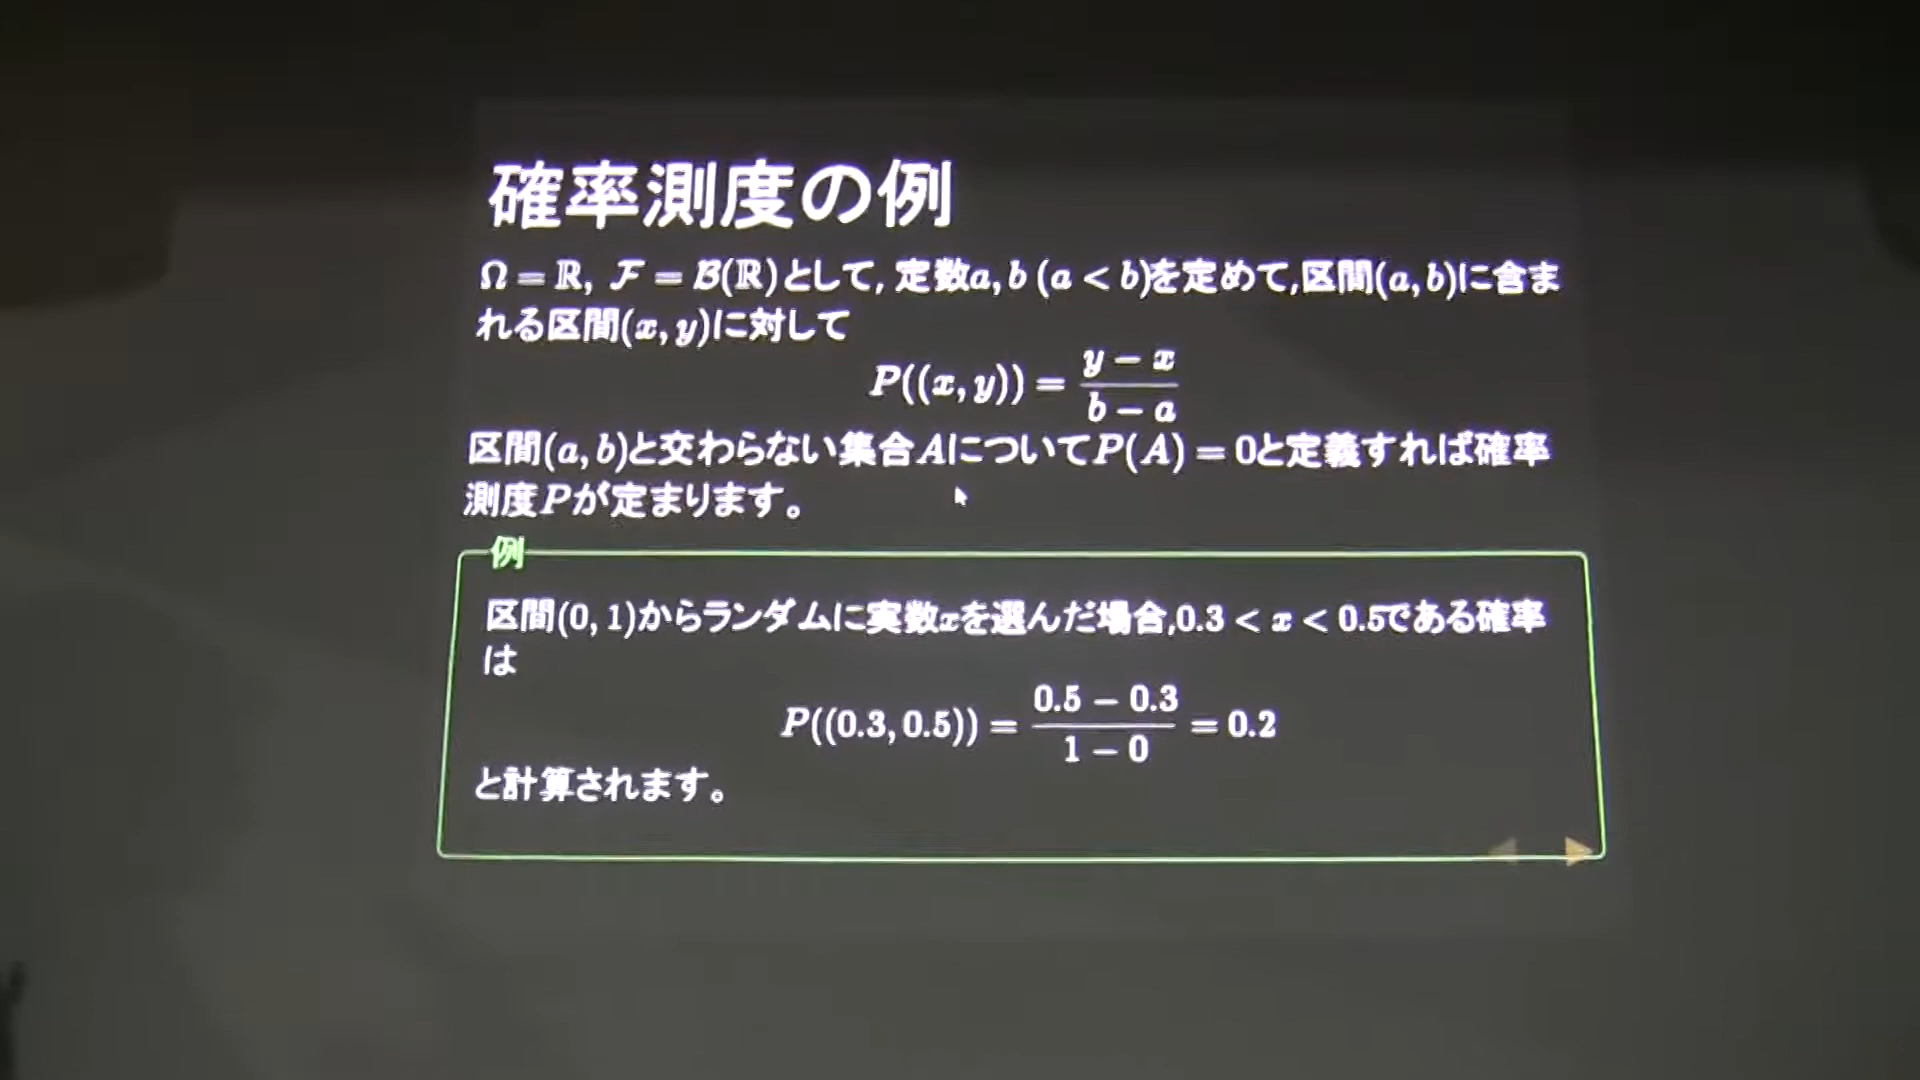 確率測度の例
Ω = ℝ, 𝓕 = 𝓑(ℝ)として, 定数a, b (a < b)を定めて,区間(a, b)に含ま
れる区間(x, y)に対して
P((x, y)) = \frac{y − x}{b − a}
区間(a, b)と交わらない集合AについてP(A) = 0と定義すれば確率
測度Pが定まります。
例
区間(0, 1)からランダムに実数xを選んだ場合,0.3 < x < 0.5である確率
は
P((0.3, 0.5)) = \frac{0.5 − 0.3}{1 − 0} = 0.2
と計算されます。